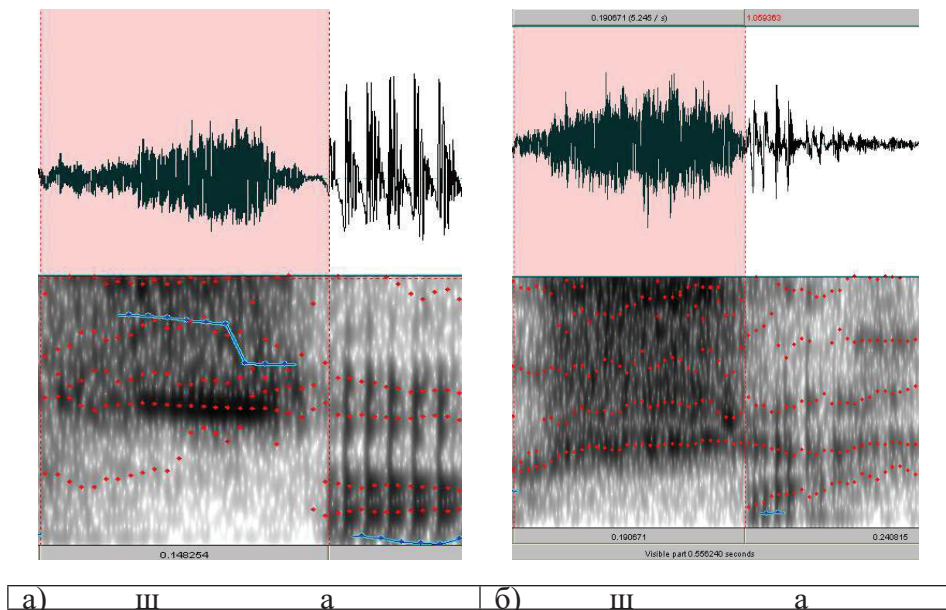 0.190671 (5.245 / s) 1.059363
0.148254
0.190671 0.240815
Visible part 0.556240 seconds
а) ш а б) ш а